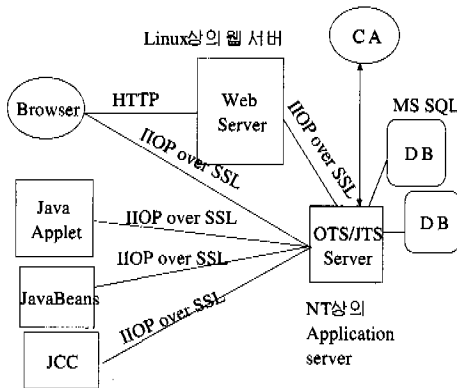 Linux상의 웹 서버
CA
HTTP
Browser
Web
Server
IIOP over SSL
MS SQL
DB
IIOP over SSL
Java
Applet
IIOP over SSL
OTS/JTS
Server
DB
IIOP over SSL
JavaBeans
IIOP over SSL
JCC
NT상의
Application
server